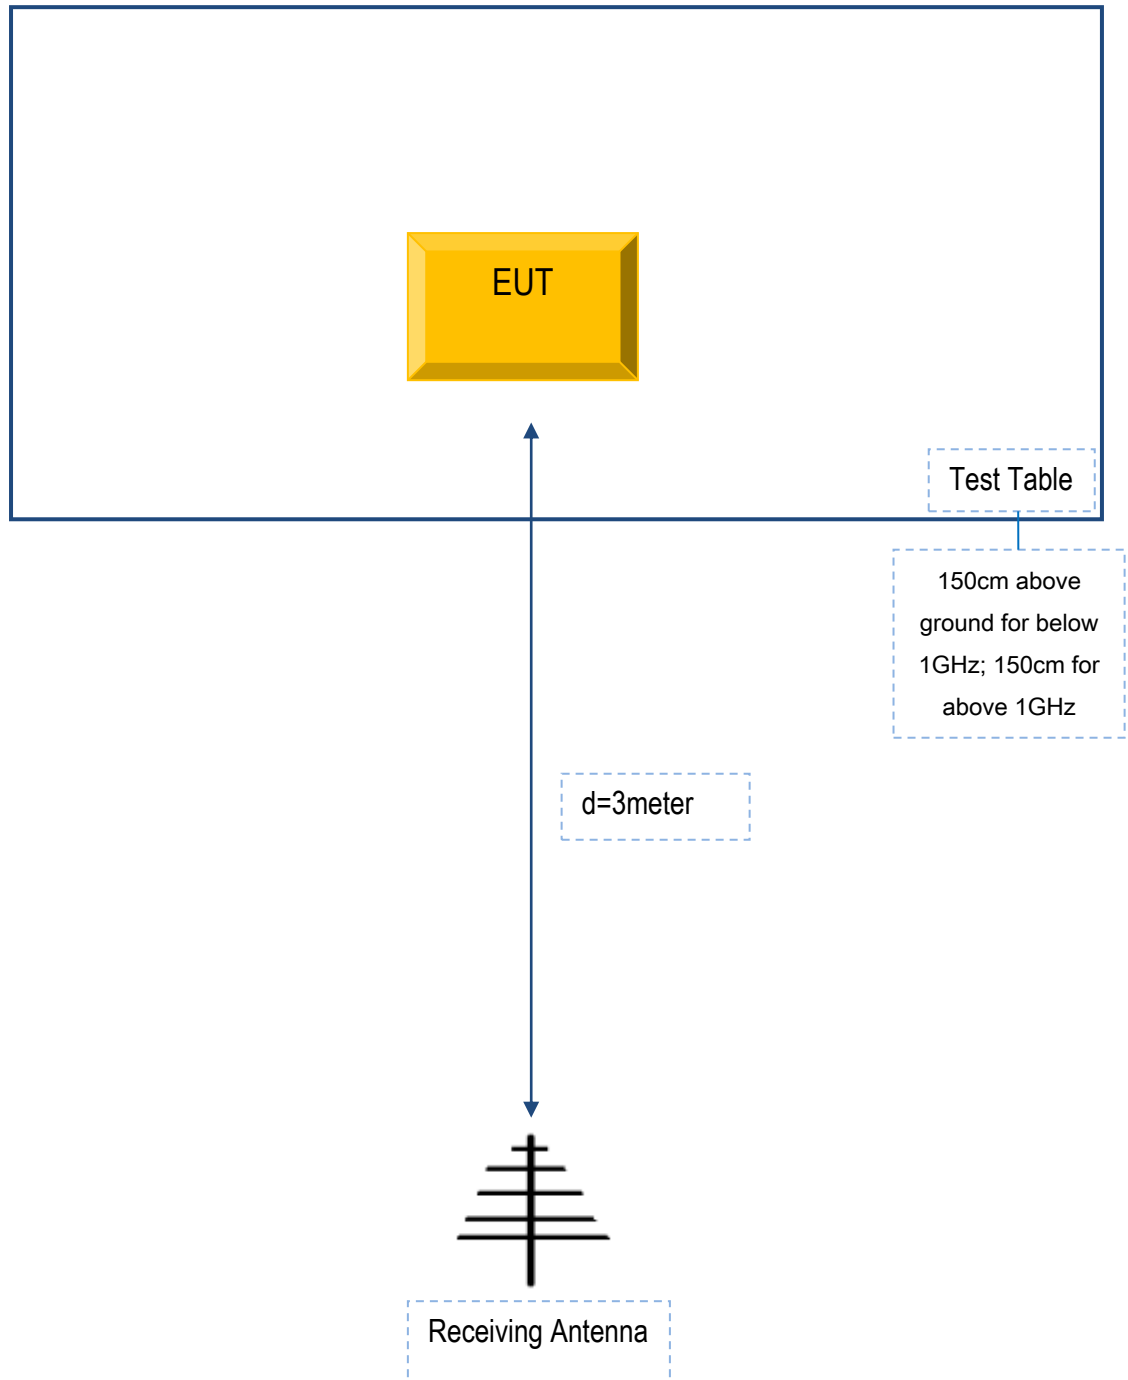 EUT
Test Table
150cm above
ground for below
1GHz; 150cm for
above 1GHz
d=3meter
Receiving Antenna